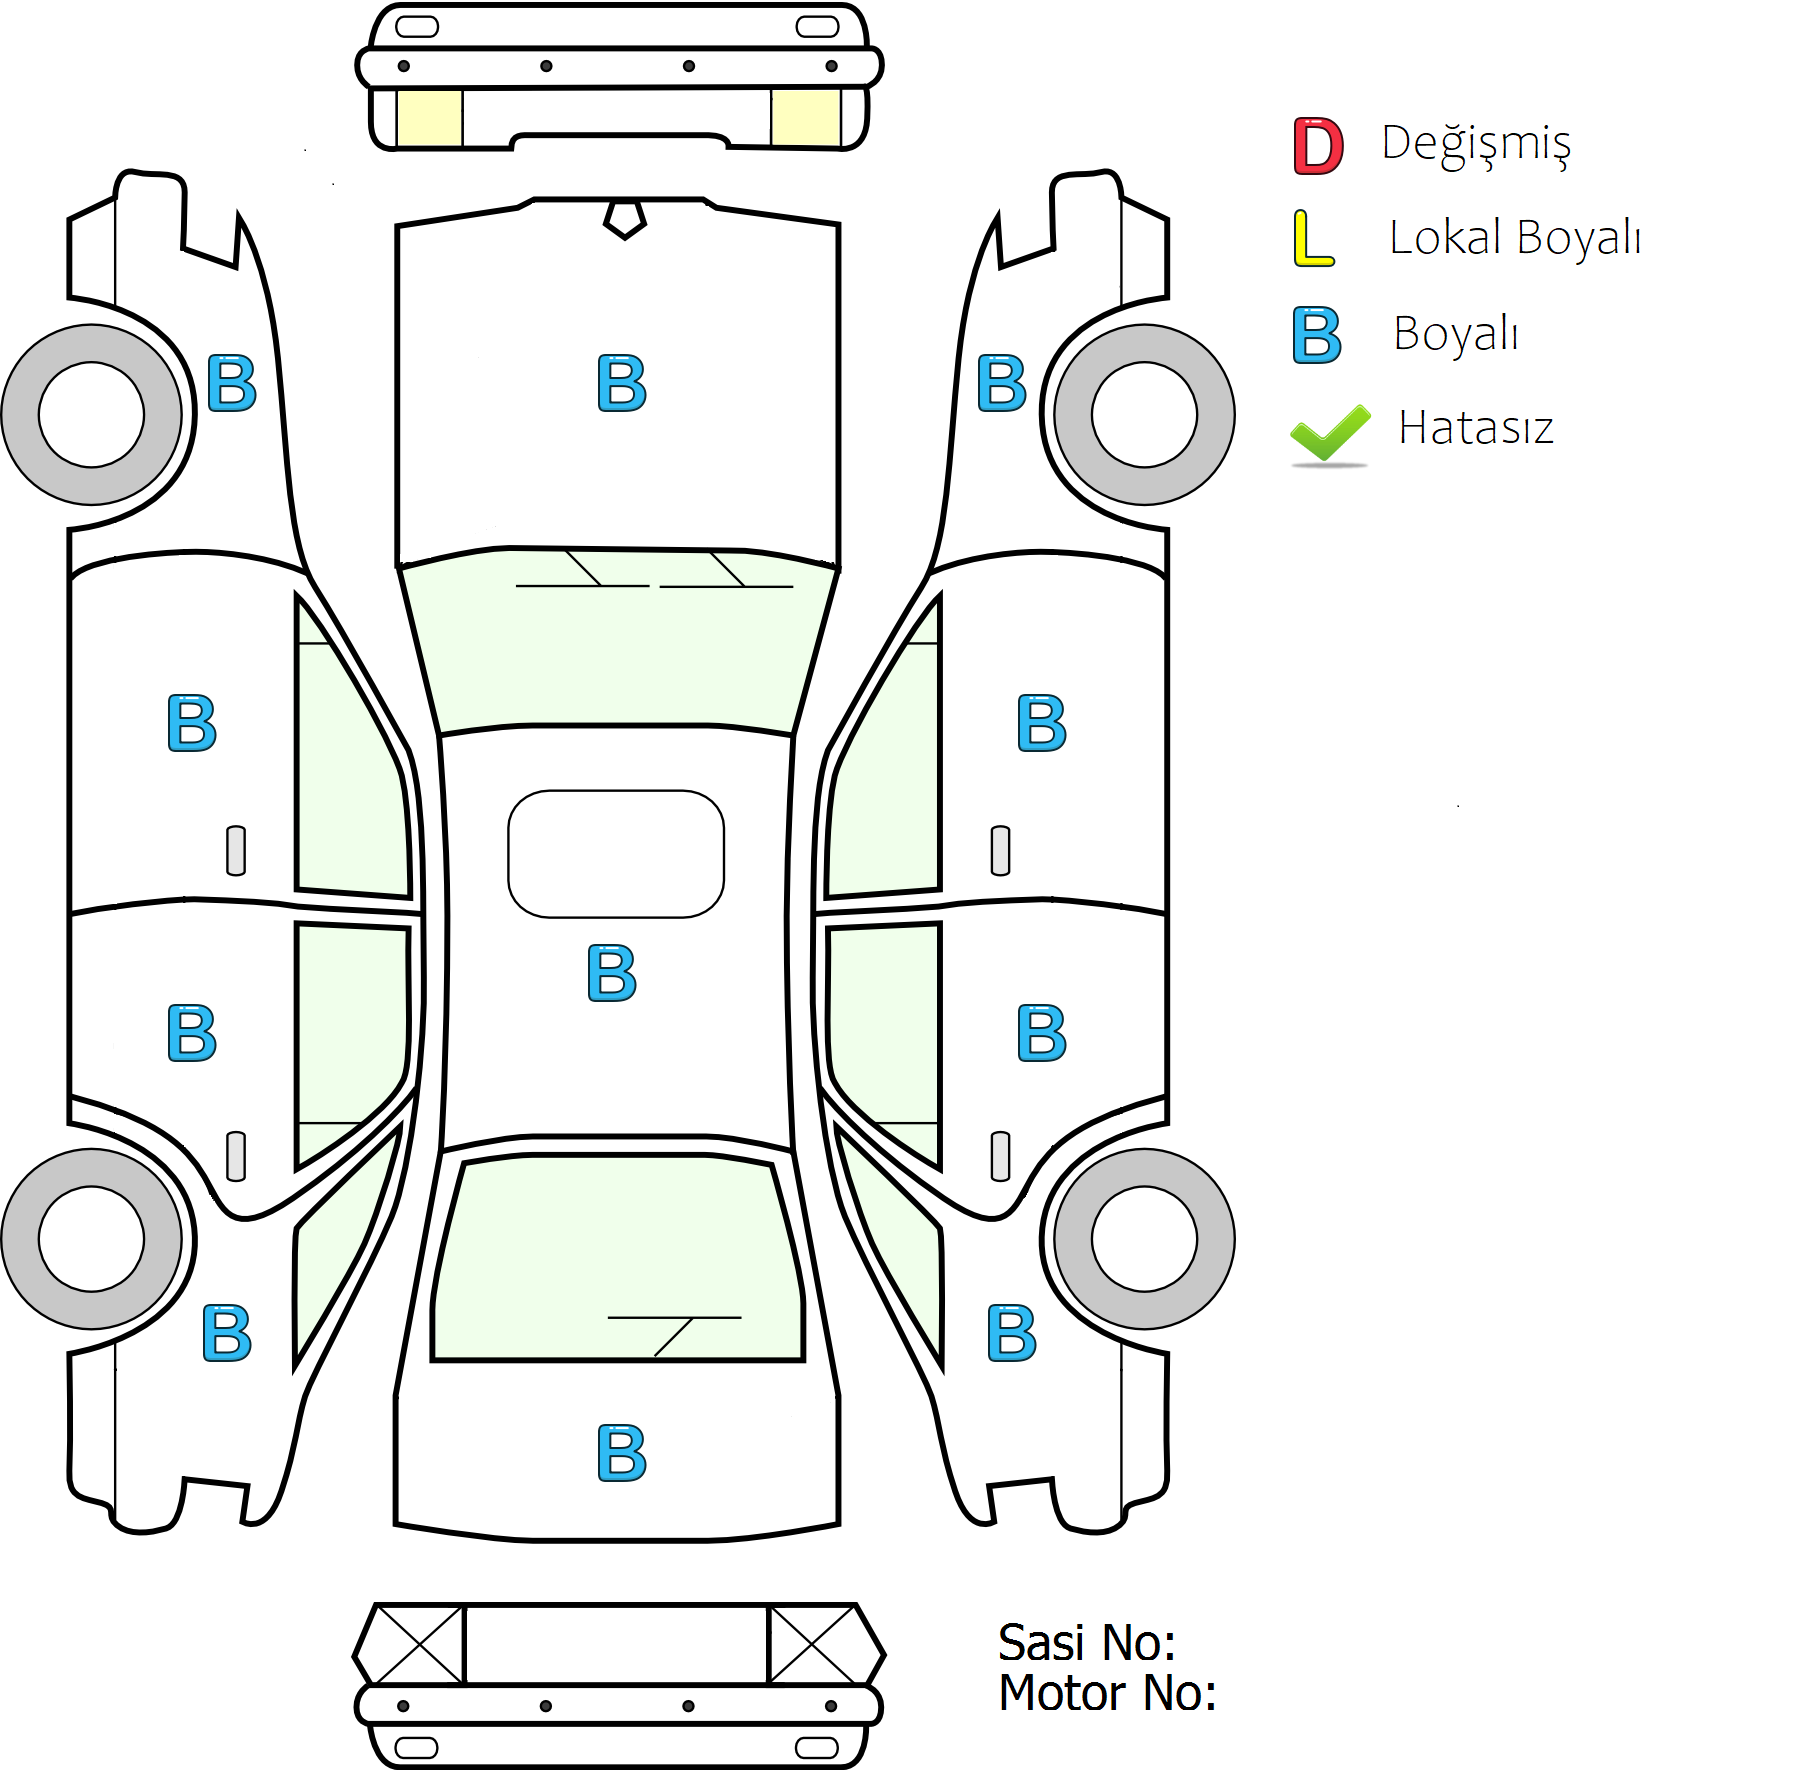 D Değişmiş
L Lokal Boyalı
B Boyalı
Hatasız
B B B
B B
B
B B
B B
B
Sasi No:
Motor No: